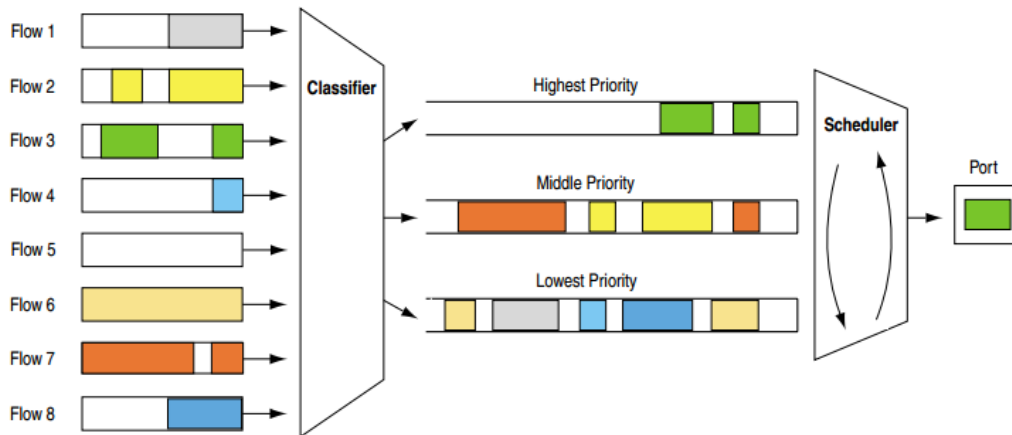 Flow 1
Flow 2
Flow 3
Flow 4
Flow 5
Flow 6
Flow 7
Flow 8
Classifier
Highest Priority
Middle Priority
Lowest Priority
Scheduler
Port